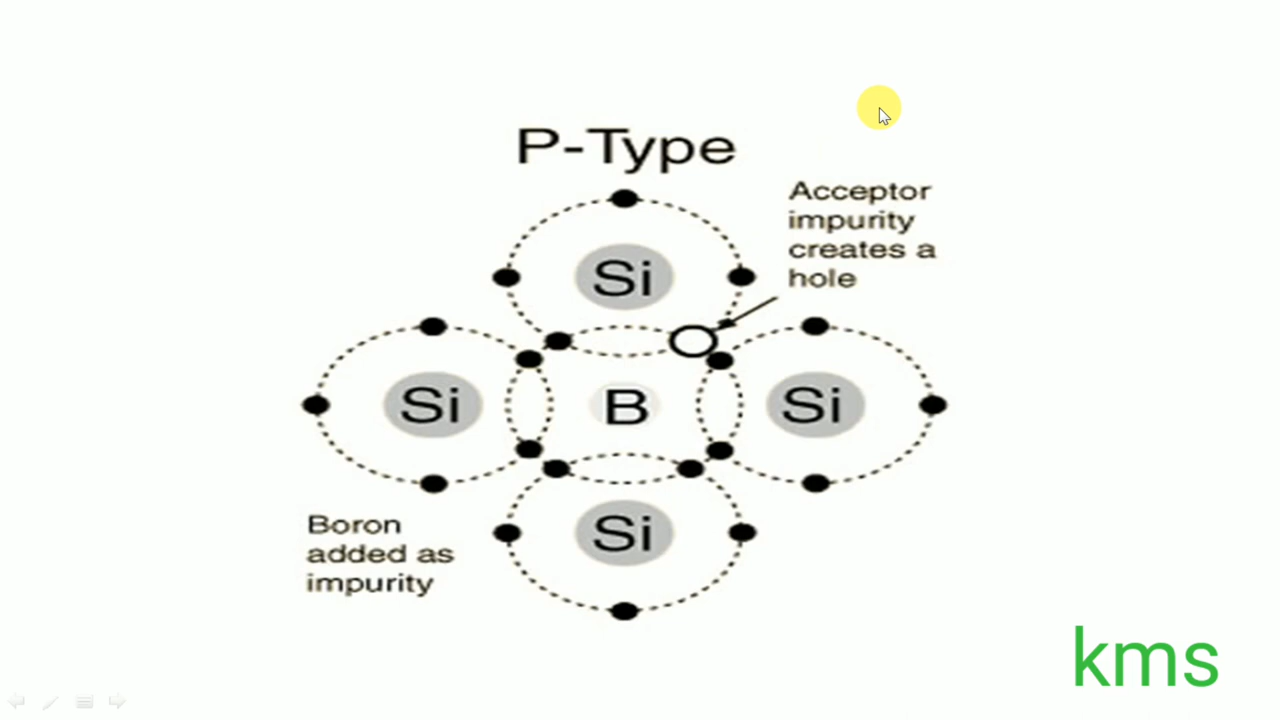 P-Type
Acceptor
impurity
creates a
hole
Si
Si
B
Si
Si
Boron
added as
impurity
kms